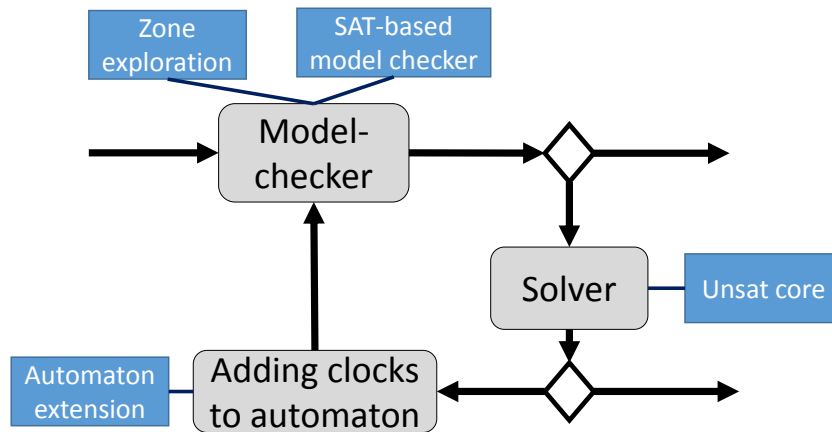 Zone
exploration
SAT-based
model checker
Model-
checker
Solver
Unsat core
Automaton
extension
Adding clocks
to automaton